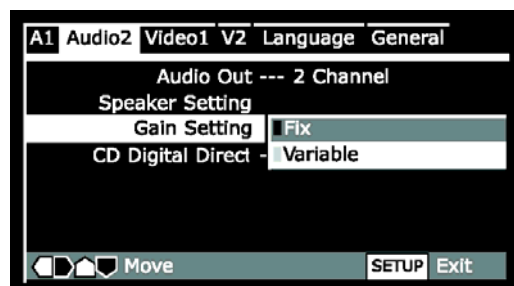 A1 Audio2 Video1 V2 Language General
Audio Out --- 2 Channel
Speaker Setting
Gain Setting Fix
CD Digital Direct - Variable
Move SETUP Exit